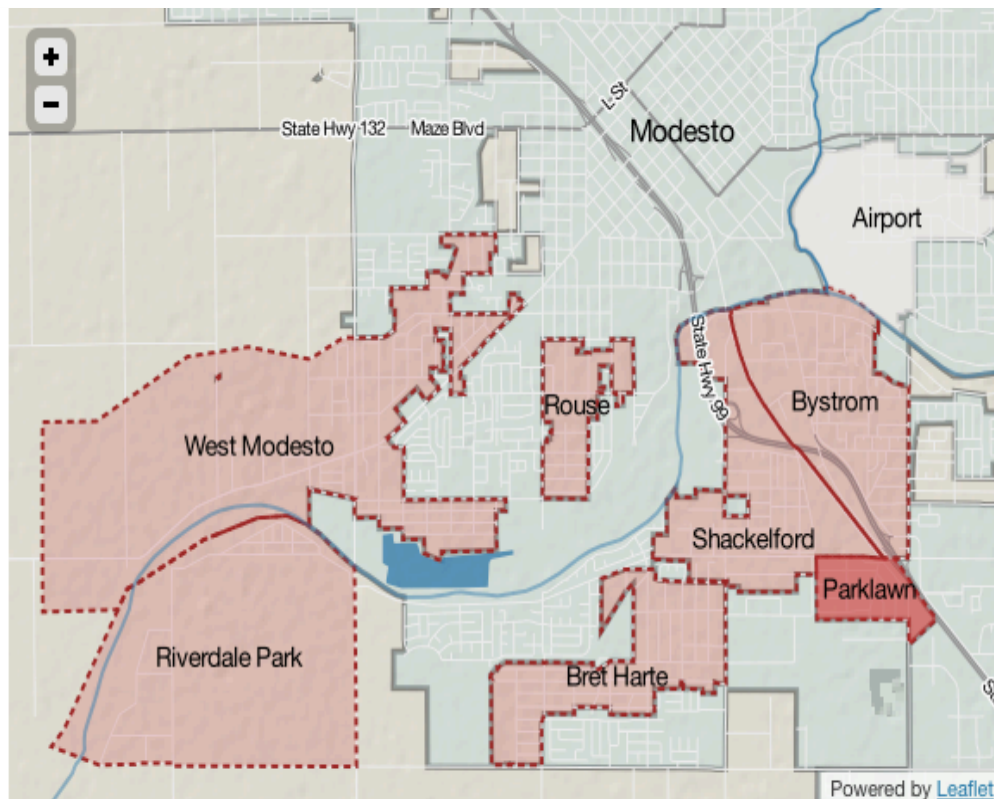 +
−
L St
State Hwy 132
Maze Blvd
Modesto
Airport
State Hwy 99
Rouse
Bystrom
West Modesto
Shackelford
Parklawn
Riverdale Park
Bret Harte
Powered by Leaflet